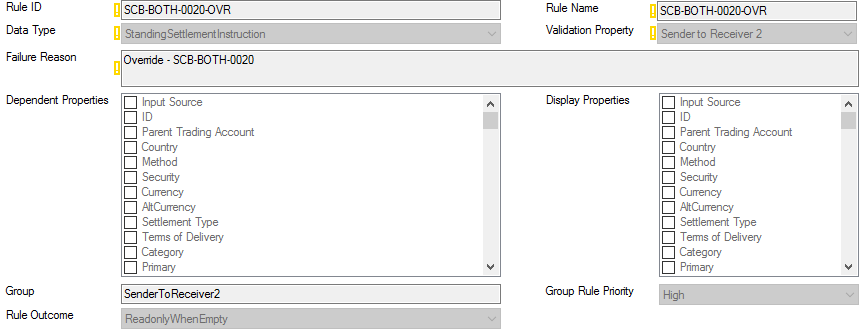 Rule ID SCB-BOTH-0020-OVR Rule Name SCB-BOTH-0020-OVR
Data Type StandingSettlementInstruction Validation Property Sender to Receiver 2
Failure Reason Override - SCB-BOTH-0020
Dependent Properties Input Source Display Properties Input Source
ID ID
Parent Trading Account Parent Trading Account
Country Country
Method Method
Security Security
Currency Currency
AltCurrency AltCurrency
Settlement Type Settlement Type
Terms of Delivery Terms of Delivery
Category Category
Primary Primary
Group SenderToReceiver2 Group Rule Priority High
Rule Outcome ReadonlyWhenEmpty